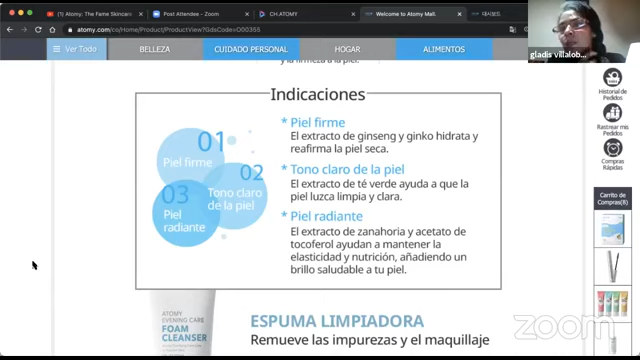 Atomy: The Fame Skincare
Post Attendee - Zoom
CH.ATOMY
Welcome to Atomy Mall.
atomy.com/co/Home/Product/ProductView?GdsCode=O00355
Ver Todo
BELLEZA
CUIDADO PERSONAL
HOGAR
ALIMENTOS
gladis villalob...
y la firmeza a la piel.
Indicaciones
01
Piel firme
02
Tono claro
de la piel
03
Piel
radiante
* Piel firme
El extracto de ginseng y ginko hidrata y
reafirma la piel seca.
* Tono claro de la piel
El extracto de té verde ayuda a que la
piel luzca limpia y clara.
* Piel radiante
El extracto de zanahoria y acetato de
tocoferol ayudan a mantener la
elasticidad y nutrición, añadiendo un
brillo saludable a tu piel.
Historial de
Pedidos
Rastrear mis
Pedidos
Compras
Rápidas
Carrito de
Compras(8)
ATOMY
EVENING CARE
FOAM
CLEANSER
ESPUMA LIMPIADORA
Remueve las impurezas y el maquillaje
zoom